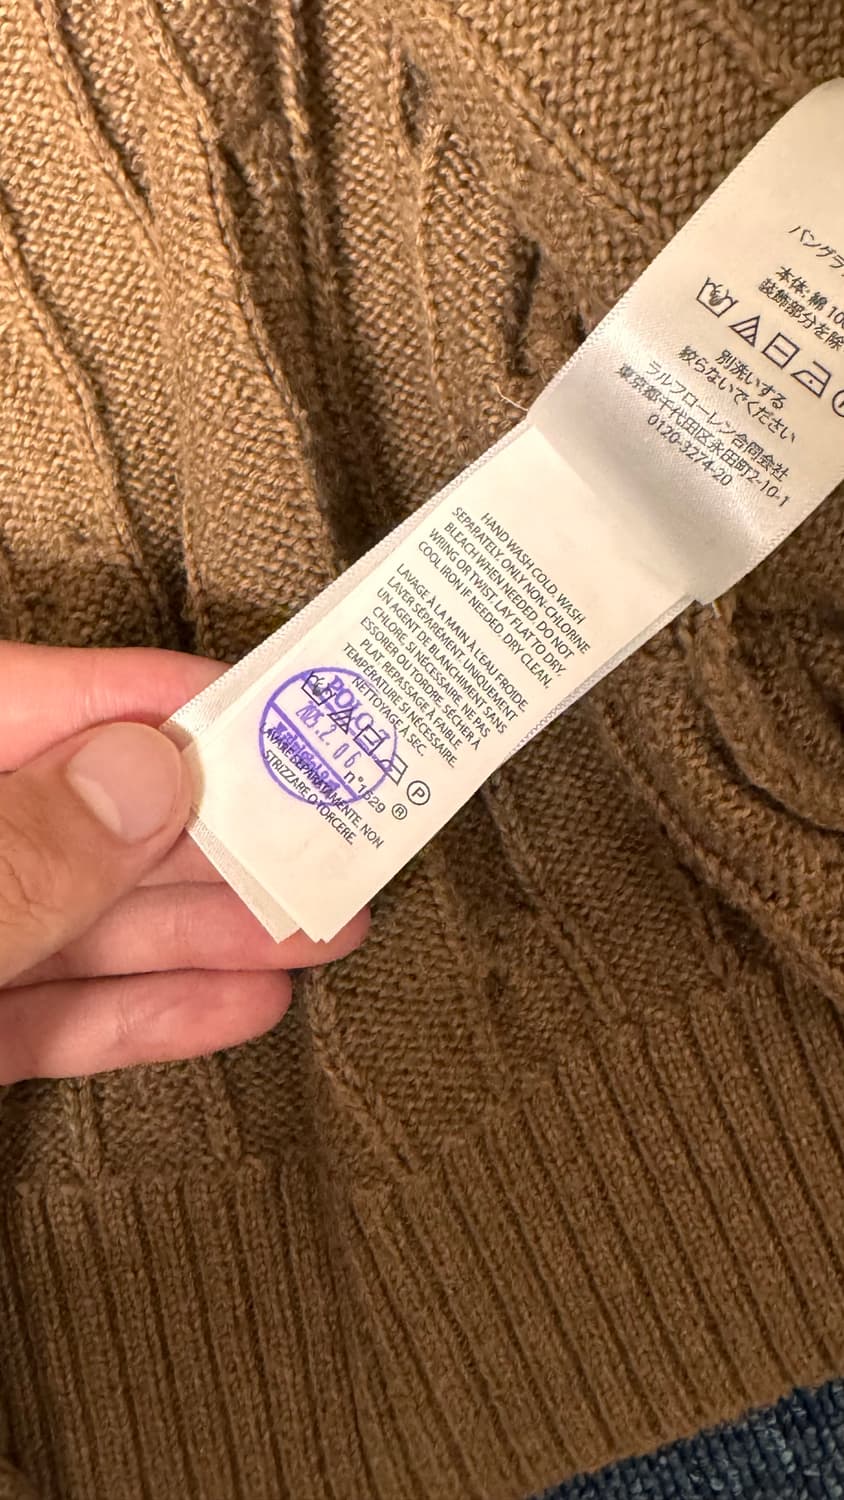 バングラ
本体: 綿 100
装飾部分を除
別洗いする
絞らないでください
ラルフローレン合同会社
東京都千代田区永田町2-10-1
0120-3274-20
HAND WASH COLD, WASH
SEPARATELY, ONLY NON-CHLORINE
BLEACH WHEN NEEDED, DO NOT
WRING OR TWIST, LAY FLAT TO DRY,
COOL IRON IF NEEDED, DRY CLEAN.
LAVAGE À LA MAIN À L'EAU FROIDE.
LAVER SÉPARÉMENT, UNIQUEMENT
UN AGENT DE BLANCHIMENT SANS
CHLORE, SI NÉCESSAIRE, NE PAS
ESSORER OU TORDRE, SÉCHER À
PLAT, REPASSAGE À FAIBLE
TEMPÉRATURE SI NÉCESSAIRE,
NETTOYAGE À SEC.
POLO
P
n°1629 ®
LAVARE SEPARATAMENTE, NON
STRIZZARE O TORCERE.